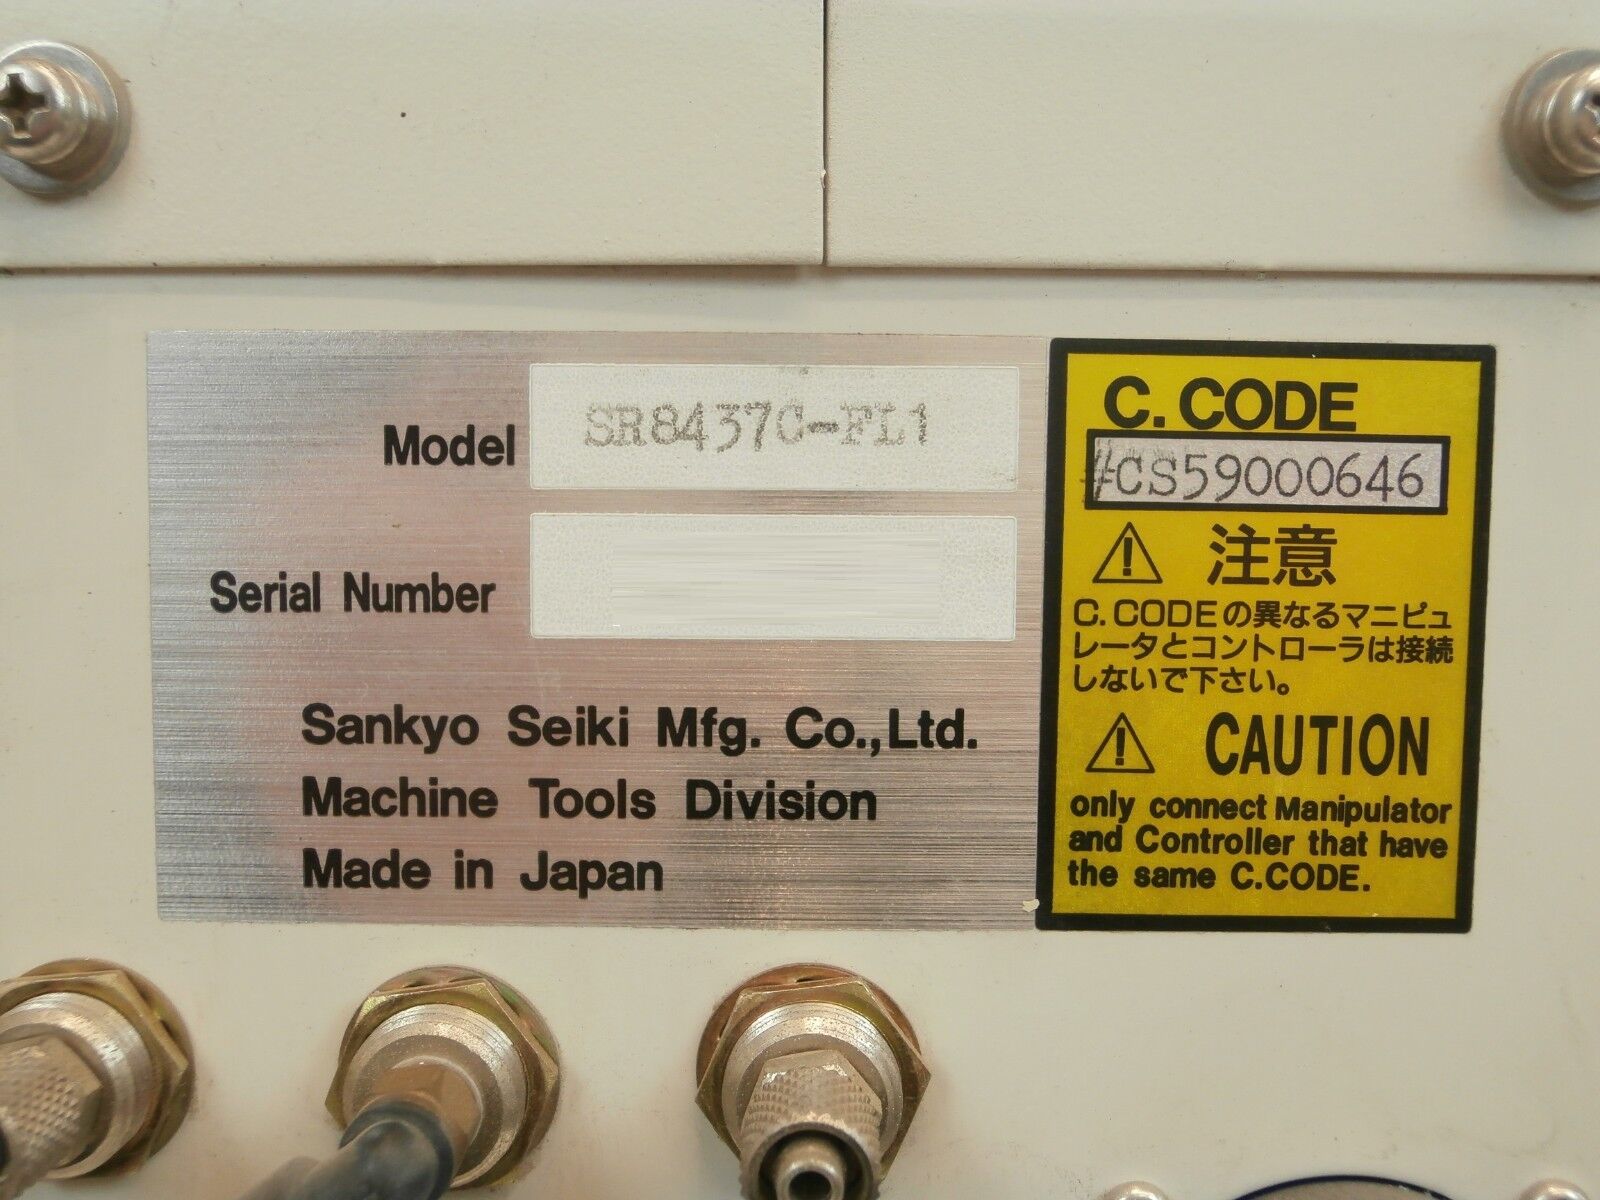 Model SR8437C-FL1
Serial Number
Sankyo Seiki Mfg. Co.,Ltd.
Machine Tools Division
Made in Japan
C. CODE
#CS59000646
注意
C. CODEの異なるマニピュ
レータとコントローラは接続
しないで下さい。
CAUTION
only connect Manipulator
and Controller that have
the same C.CODE.